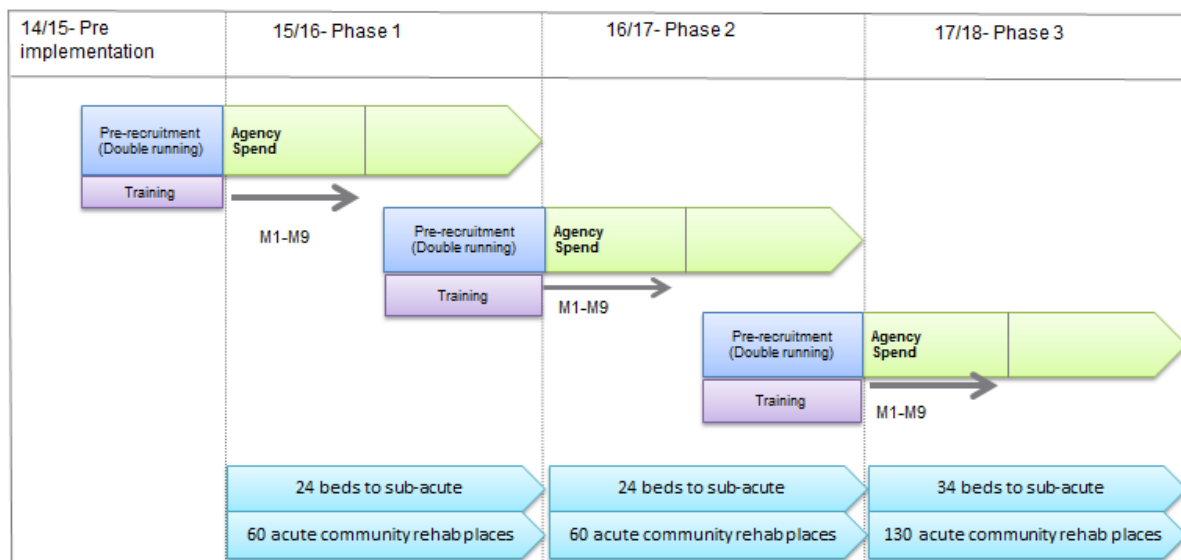 14/15- Pre
implementation
15/16- Phase 1
16/17- Phase 2
17/18- Phase 3
Pre-recruitment
(Double running)
Agency
Spend
Training
M1-M9
Pre-recruitment
(Double running)
Agency
Spend
Training
M1-M9
Pre-recruitment
(Double running)
Agency
Spend
Training
M1-M9
24 beds to sub-acute
24 beds to sub-acute
34 beds to sub-acute
60 acute community rehab places
60 acute community rehab places
130 acute community rehab places